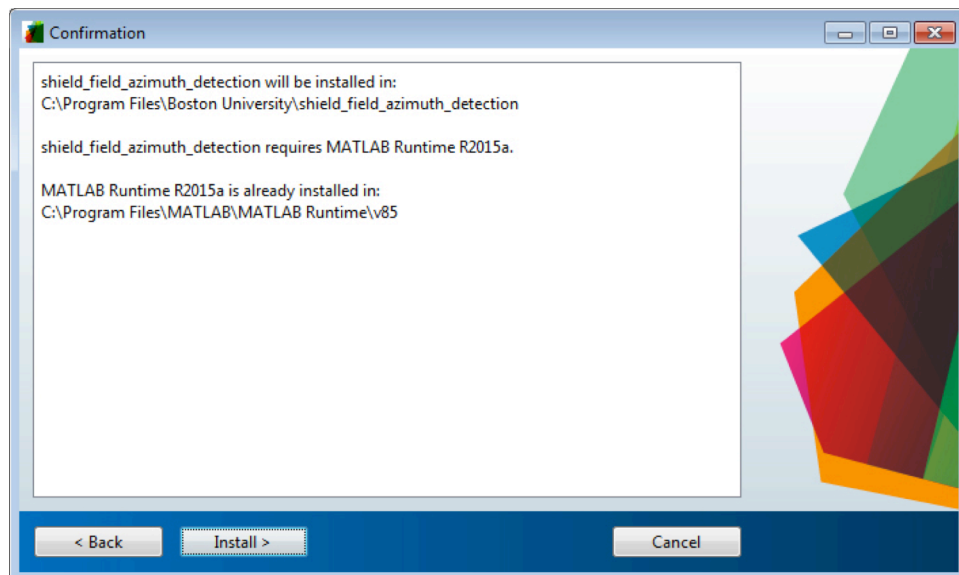 Confirmation
shield_field_azimuth_detection will be installed in:
C:\Program Files\Boston University\shield_field_azimuth_detection
shield_field_azimuth_detection requires MATLAB Runtime R2015a.
MATLAB Runtime R2015a is already installed in:
C:\Program Files\MATLAB\MATLAB Runtime\v85
< Back
Install >
Cancel